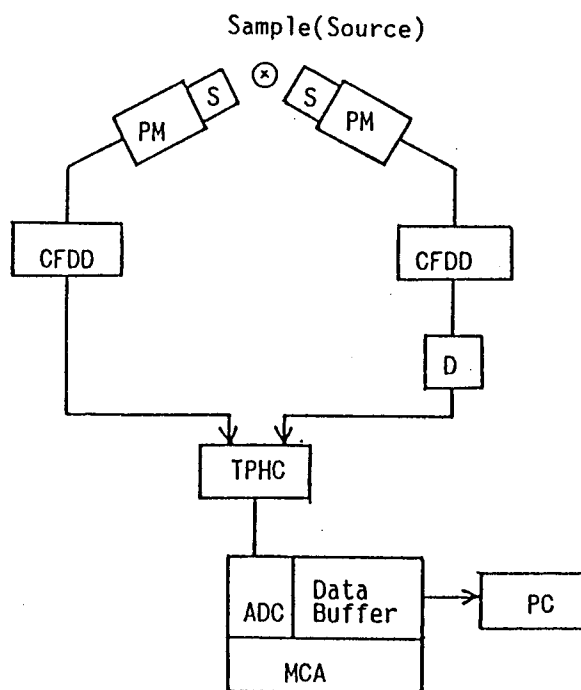 Sample(Source)
S
S
PM
PM
CFDD
CFDD
D
TPHC
ADC
Data
Buffer
PC
MCA